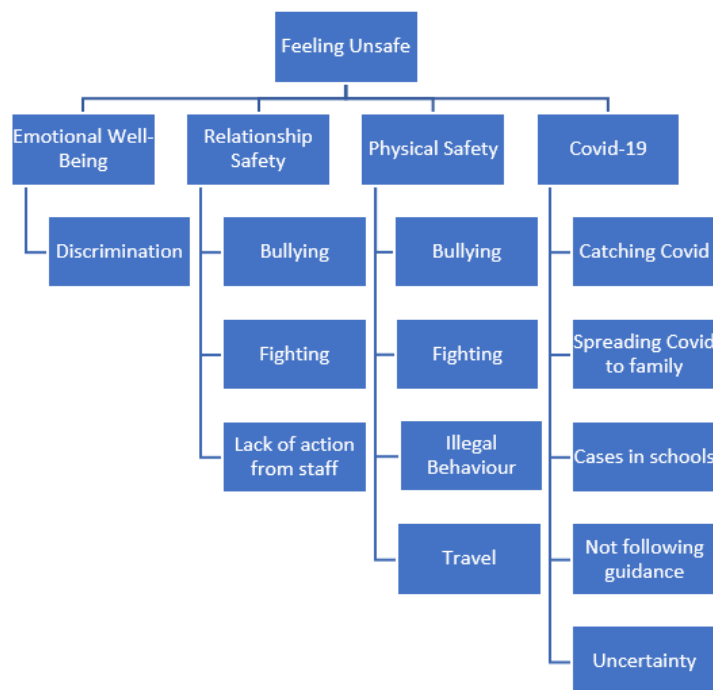 Feeling Unsafe
Emotional Well-
Being
Relationship
Safety
Physical Safety
Covid-19
Discrimination
Bullying
Bullying
Catching Covid
Fighting
Fighting
Spreading Covid
to family
Lack of action
from staff
Illegal
Behaviour
Cases in schools
Travel
Not following
guidance
Uncertainty